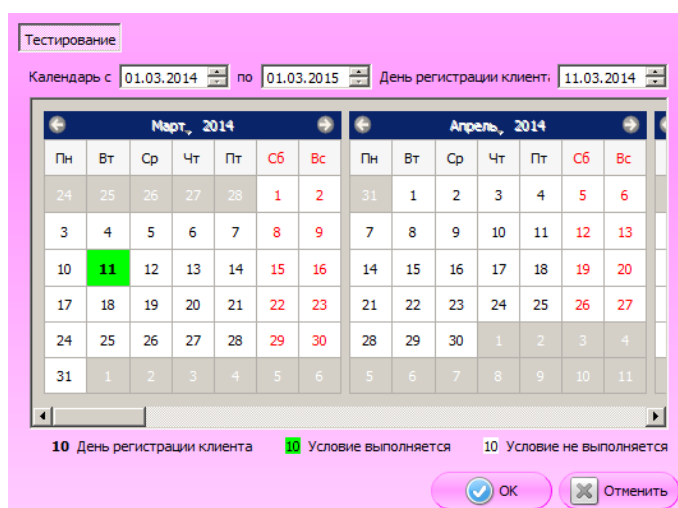 Тестирование
Календарь с 01.03.2014 по 01.03.2015 День регистрации клиент 11.03.2014
Март, 2014 Апрель, 2014
Пн Вт Ср Чт Пт Сб Вс Пн Вт Ср Чт Пт Сб Вс
24 25 26 27 28 1 2 31 1 2 3 4 5 6
3 4 5 6 7 8 9 7 8 9 10 11 12 13
10 11 12 13 14 15 16 14 15 16 17 18 19 20
17 18 19 20 21 22 23 21 22 23 24 25 26 27
24 25 26 27 28 29 30 28 29 30 1 2 3 4
31 1 2 3 4 5 6 5 6 7 8 9 10 11
10 День регистрации клиента 10 Условие выполняется 10 Условие не выполняется
ОК Отменить